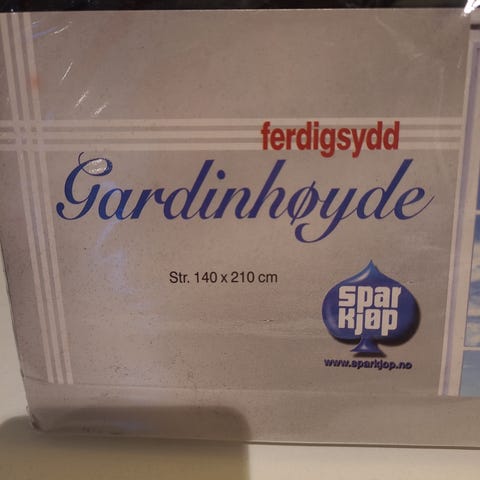 ferdigsydd
Gardinhøyde
Str. 140 x 210 cm
spar
kjøp
www.sparkjop.no